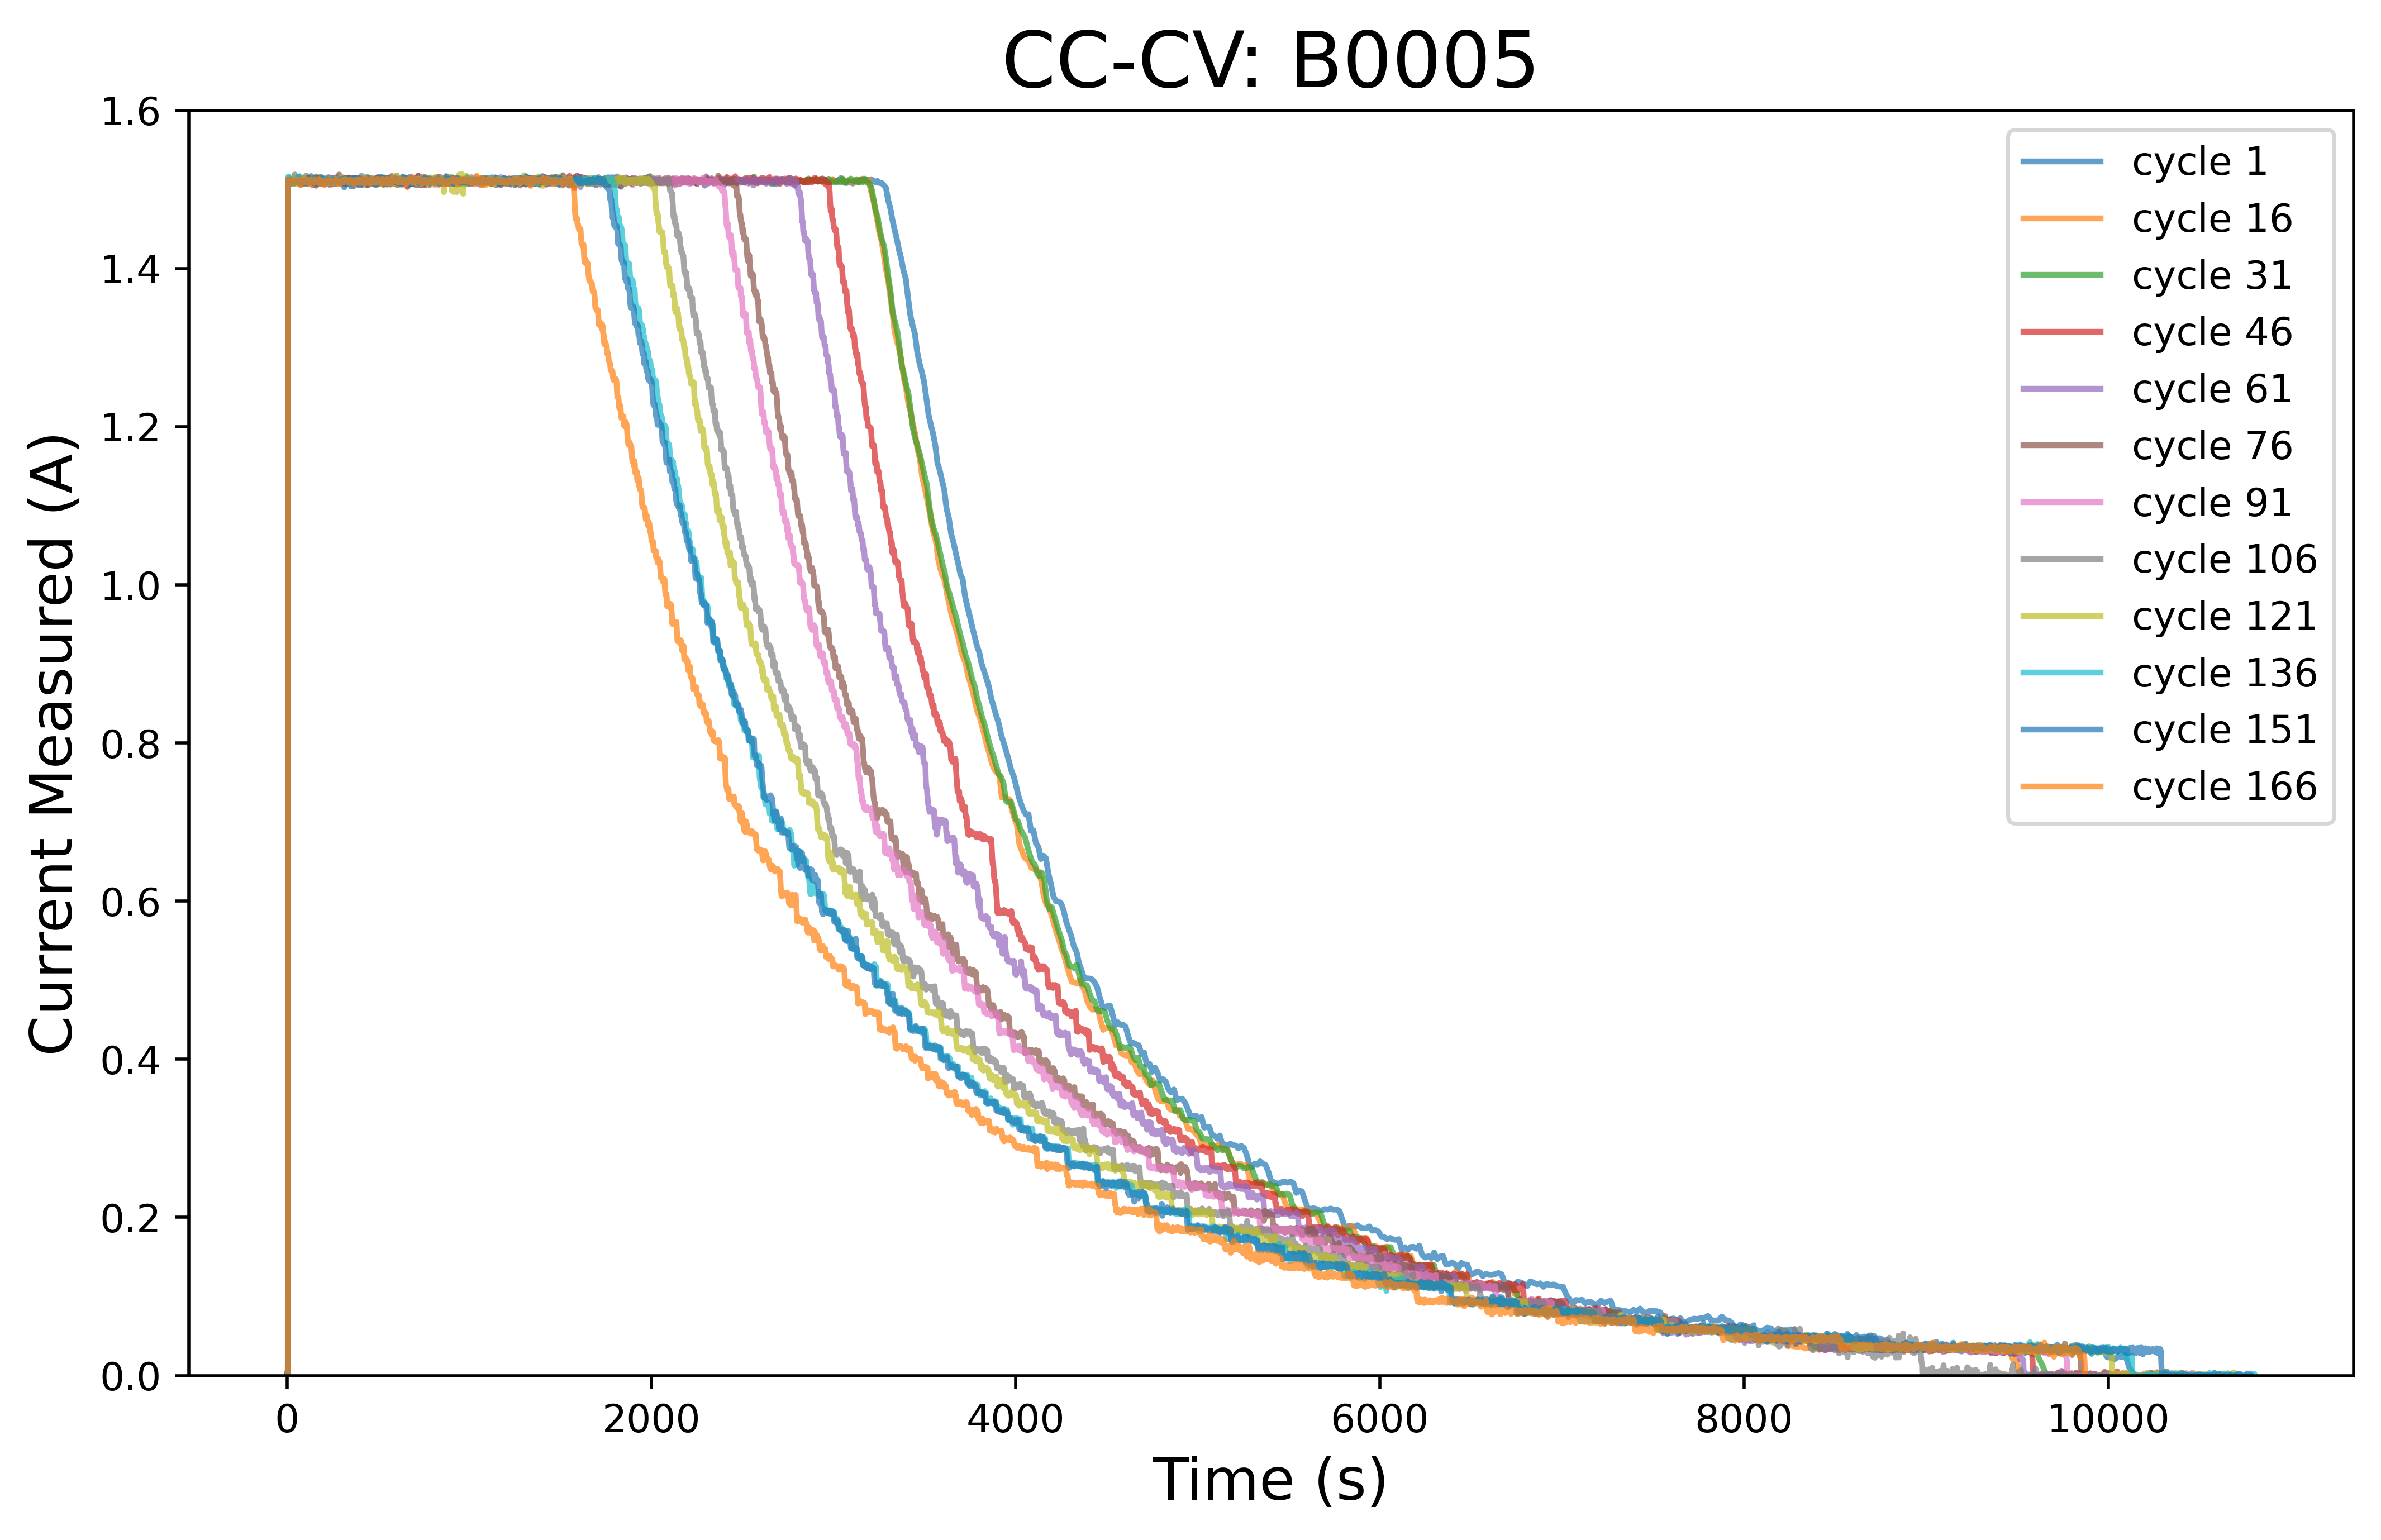 CC-CV: B0005
1.6
1.4
1.2
1.0
0.8
0.6
0.4
0.2
0.0
Current Measured (A)
cycle 1
cycle 16
cycle 31
cycle 46
cycle 61
cycle 76
cycle 91
cycle 106
cycle 121
cycle 136
cycle 151
cycle 166
0 2000 4000 6000 8000 10000
Time (s)